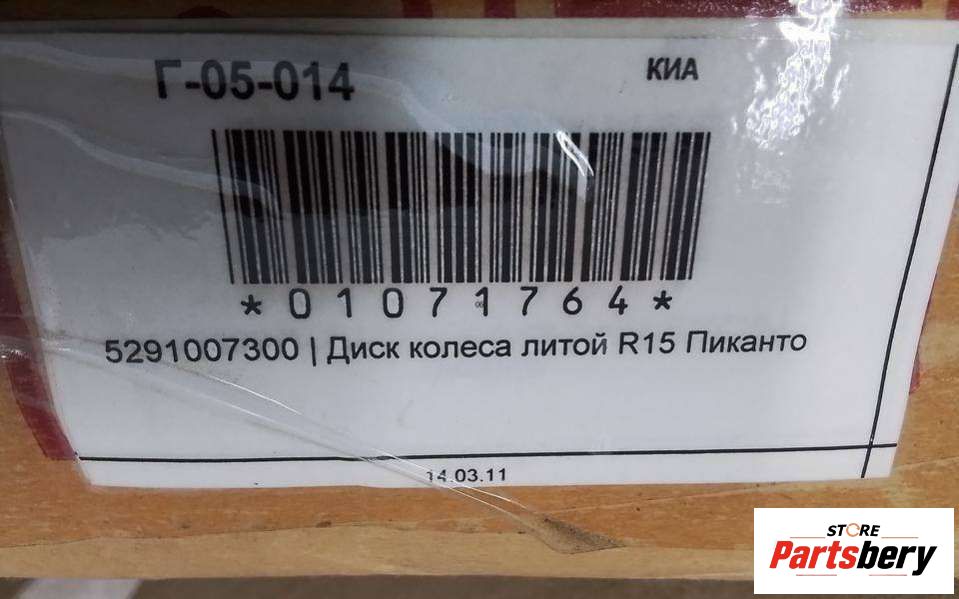 Г-05-014
КИА
*01071764*
5291007300 | Диск колеса литой R15 Пиканто
14.03.11
STORE
Partsbery